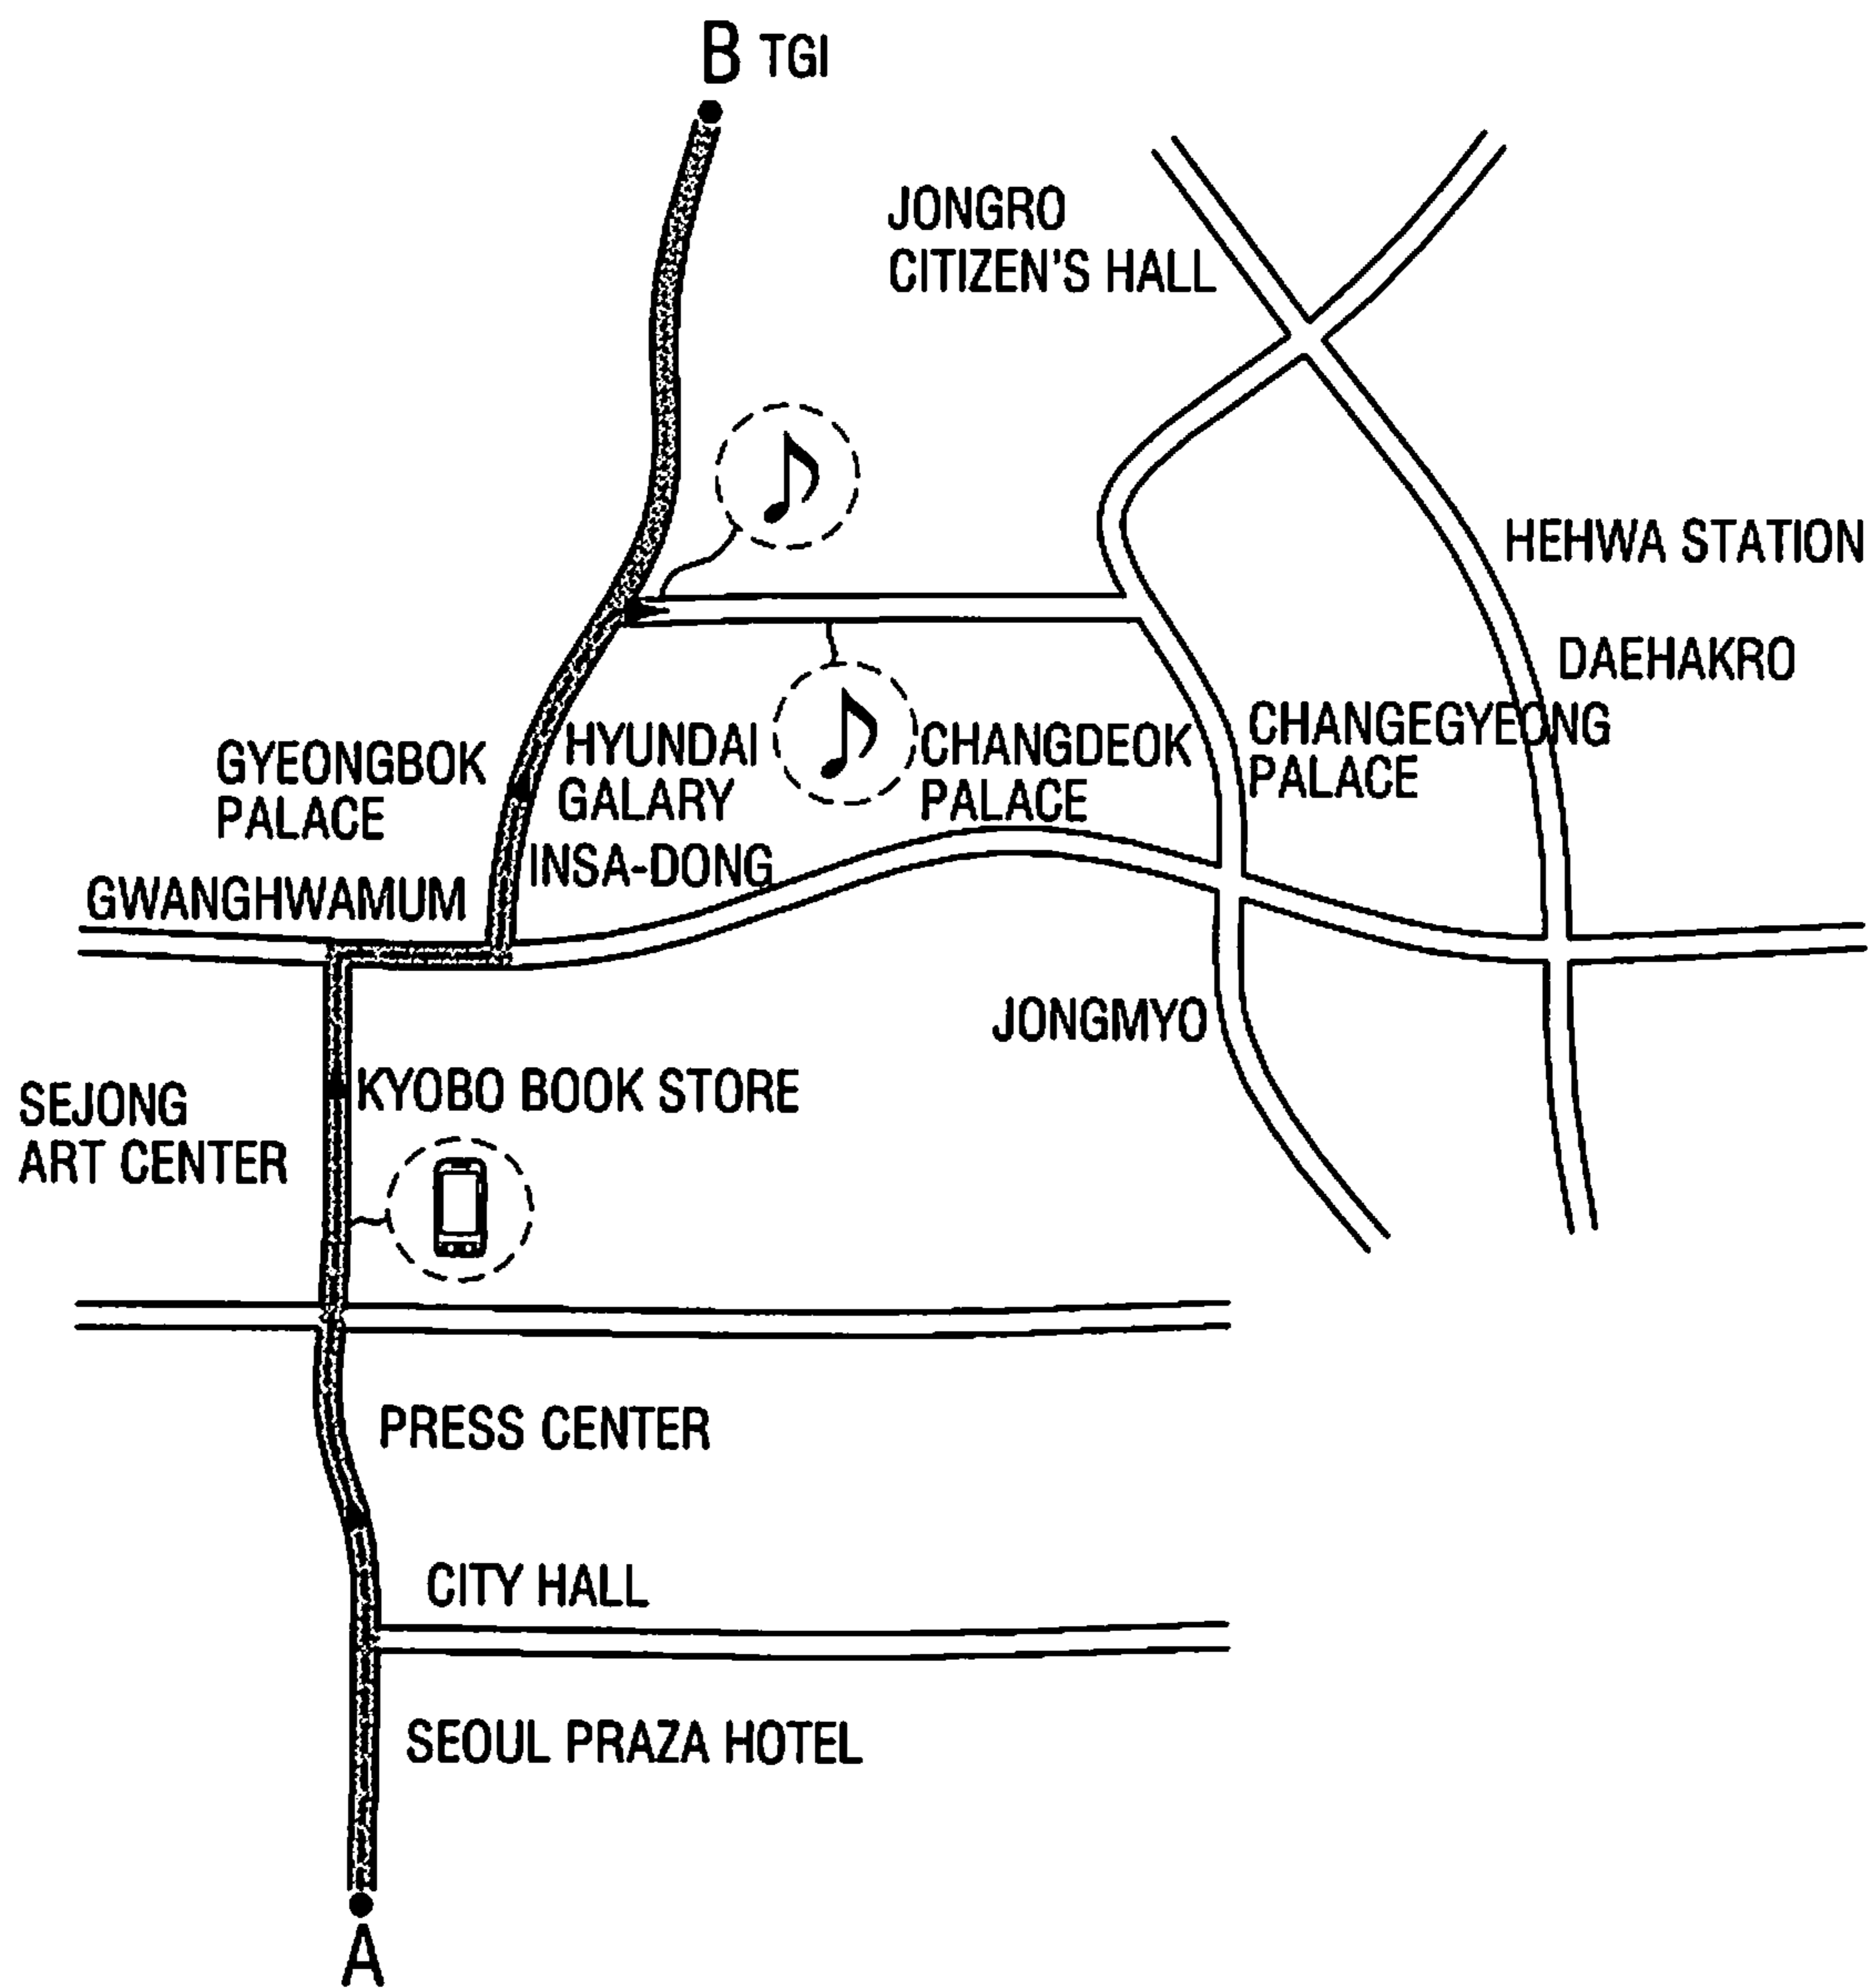 B TGI
JONGRO
CITIZEN'S HALL
HEHWA STATION
DAEHAKRO
GYEONGBOK
PALACE
HYUNDAI
GALARY
CHANGDEOK
PALACE
CHANGEGYEONG
PALACE
INSA-DONG
GWANGHWAMUM
JONGMYO
KYOBO BOOK STORE
SEJONG
ART CENTER
PRESS CENTER
CITY HALL
SEOUL PRAZA HOTEL
A